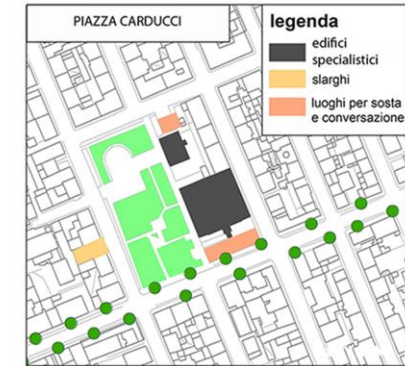 PIAZZA CARDUCCI
legenda
edifici
specialistici
slarghi
luoghi per sosta
e conversazione